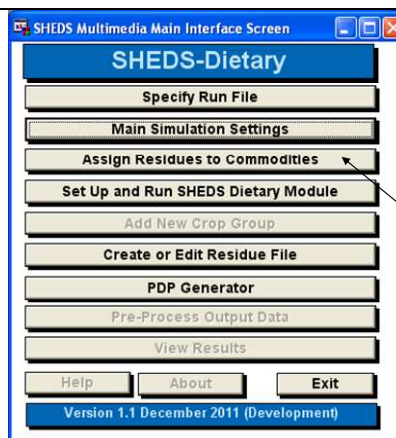 SHEDS Multimedia Main Interface Screen
SHEDS-Dietary
Specify Run File
Main Simulation Settings
Assign Residues to Commodities
Set Up and Run SHEDS Dietary Module
Add New Crop Group
Create or Edit Residue File
PDP Generator
Pre-Process Output Data
View Results
Help About Exit
Version 1.1 December 2011 (Development)